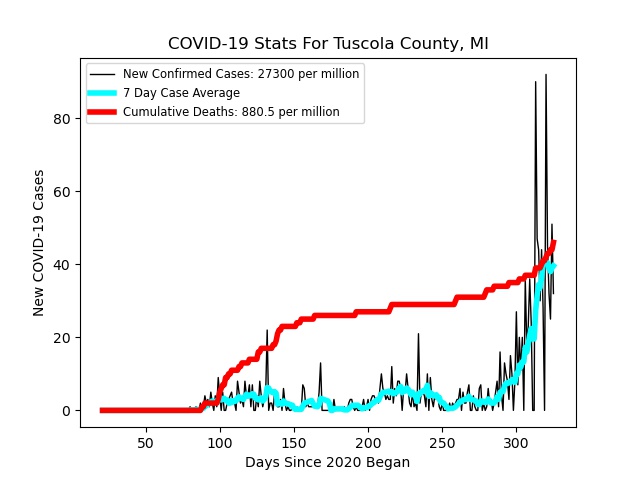 COVID-19 Stats For Tuscola County, MI
New Confirmed Cases: 27300 per million
7 Day Case Average
Cumulative Deaths: 880.5 per million
New COVID-19 Cases
80
60
40
20
0
50 100 150 200 250 300
Days Since 2020 Began